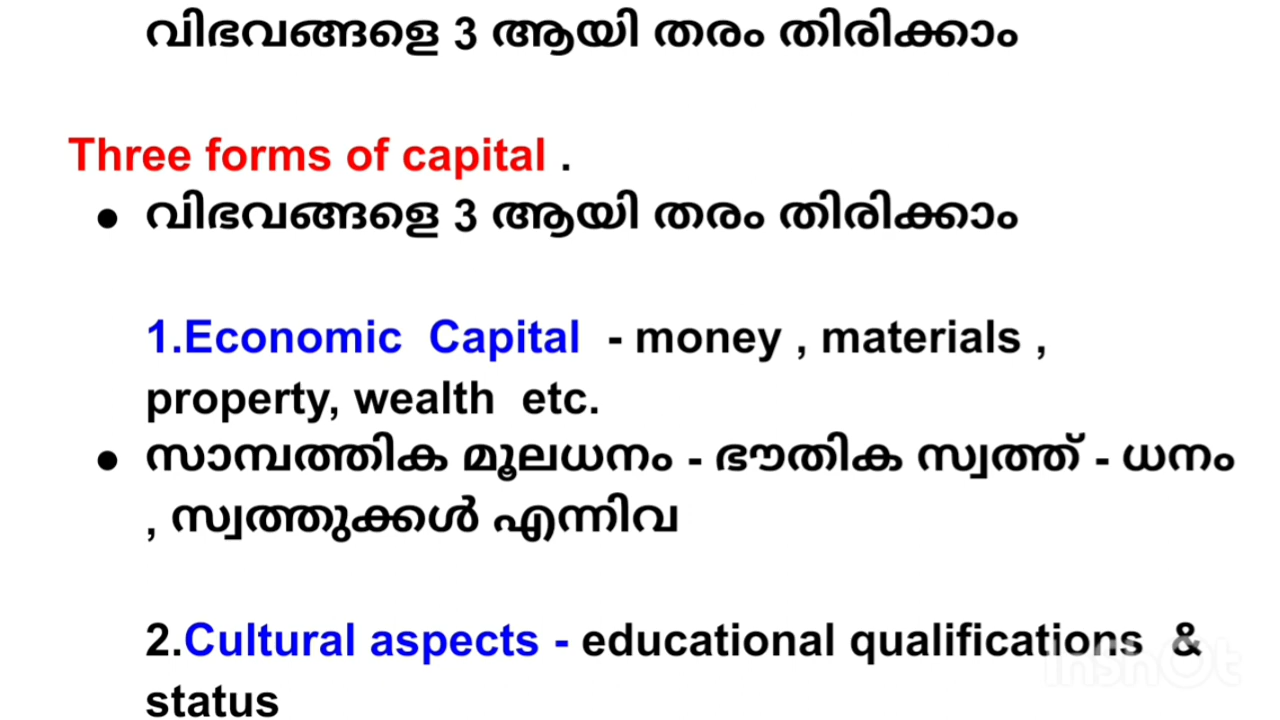 വിഭവങ്ങളെ 3 ആയി തരം തിരിക്കാം
Three forms of capital .
● വിഭവങ്ങളെ 3 ആയി തരം തിരിക്കാം
1.Economic Capital - money , materials ,
property, wealth etc.
● സാമ്പത്തിക മൂലധനം - ഭൗതിക സ്വത്ത് - ധനം
, സ്വത്തുക്കൾ എന്നിവ
2.Cultural aspects - educational qualifications &
status
InShOt